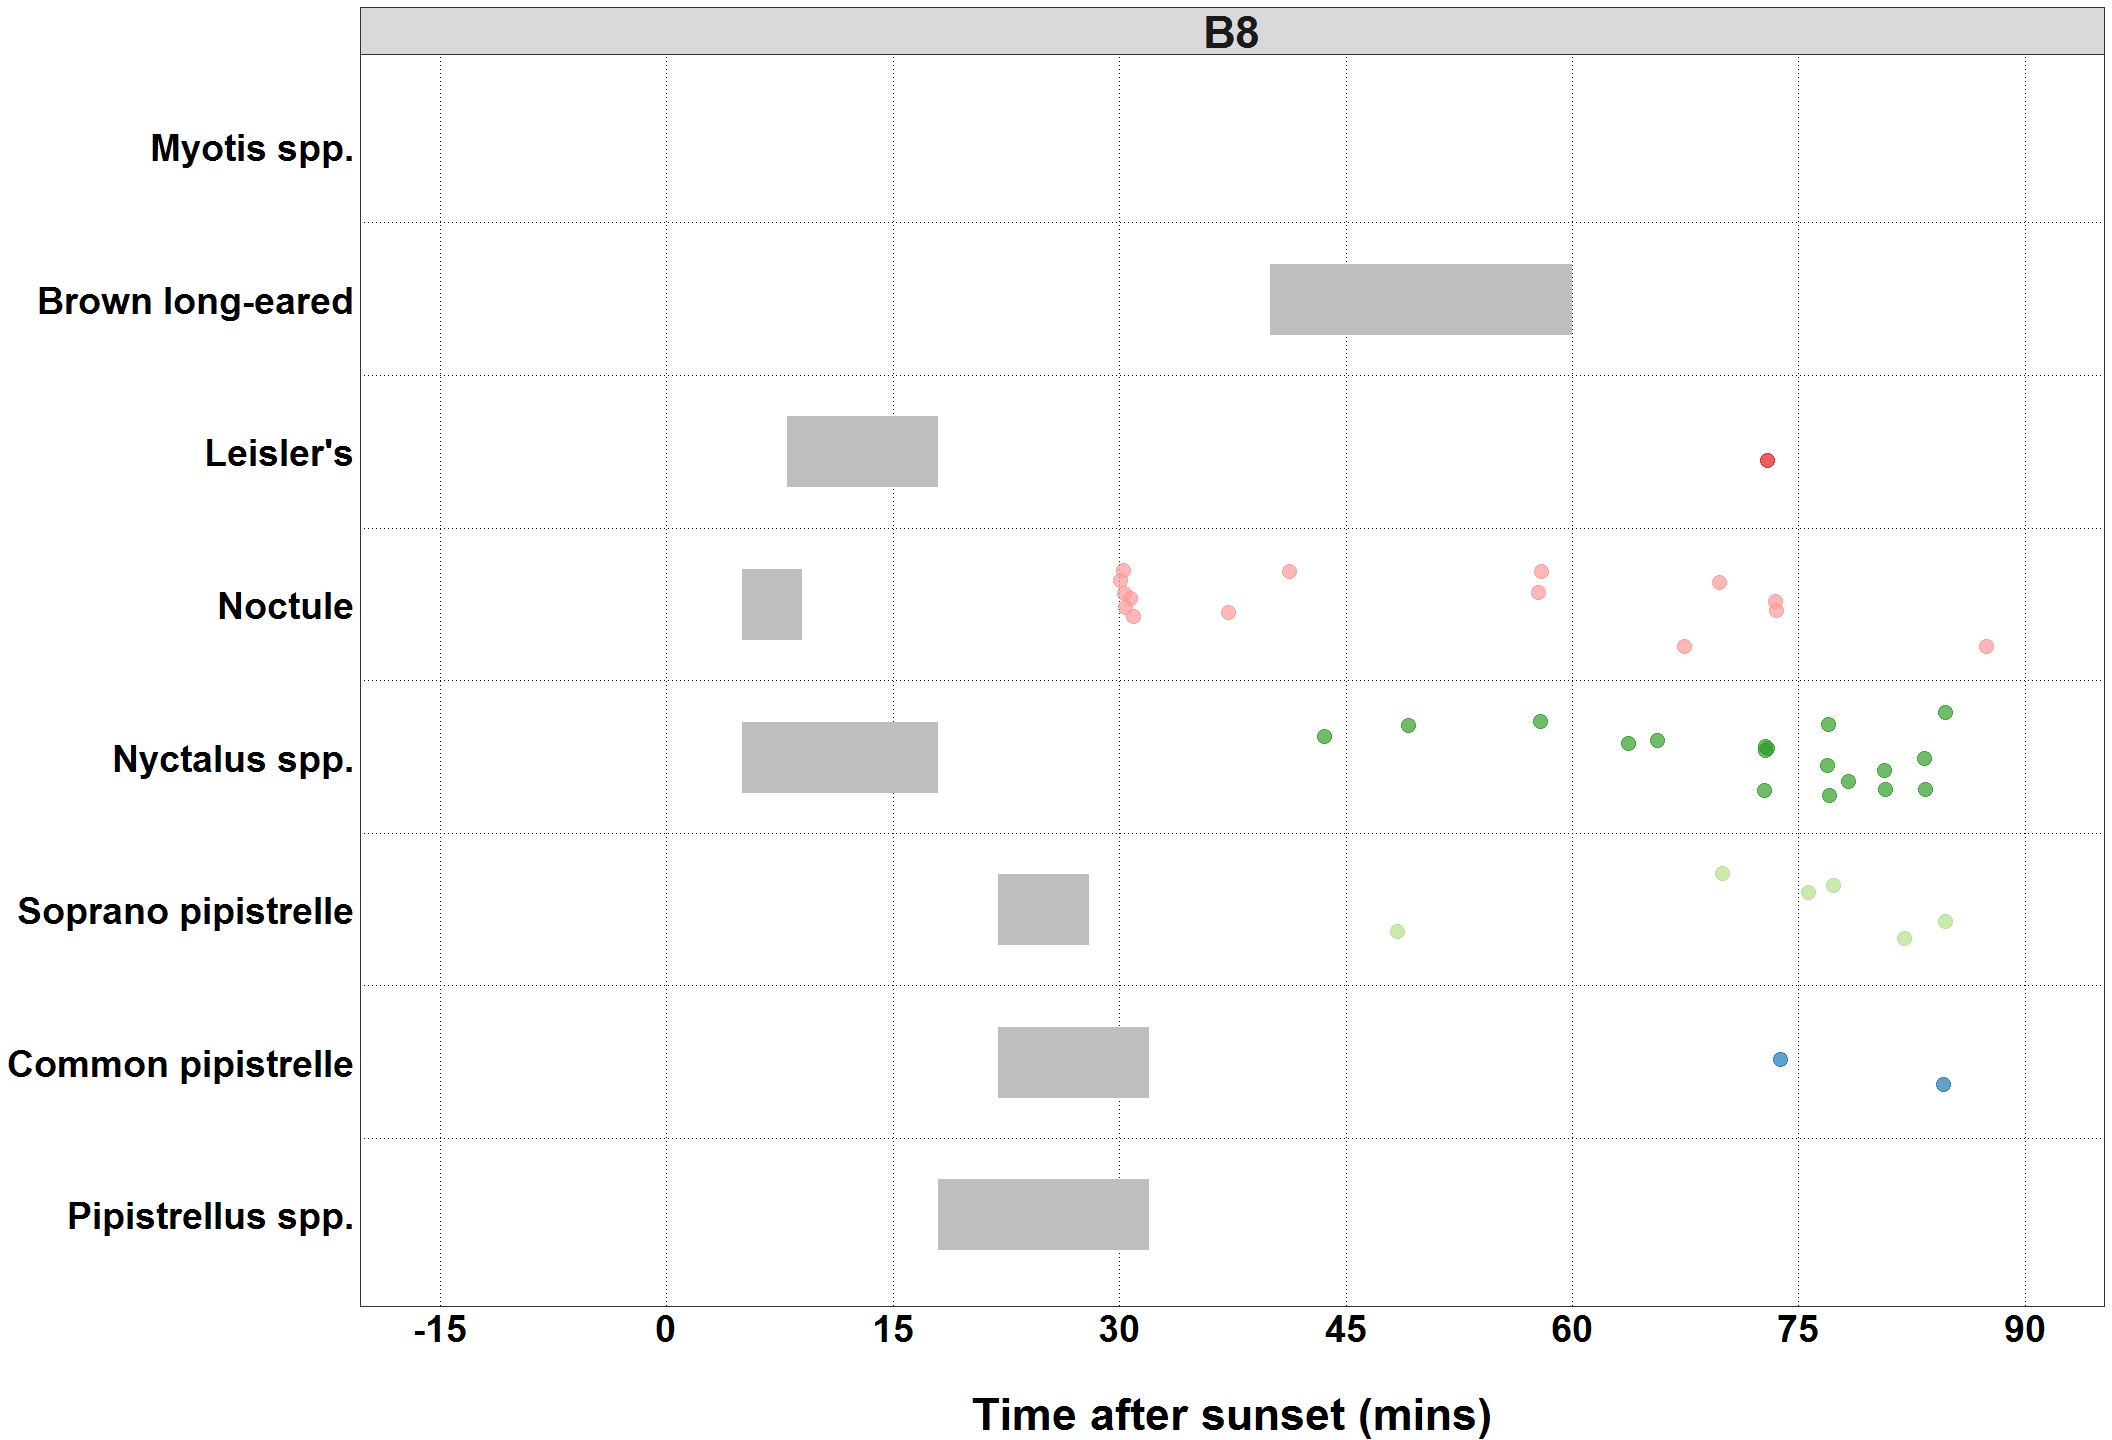 B8
Myotis spp.
Brown long-eared
Leisler's
Noctule
Nyctalus spp.
Soprano pipistrelle
Common pipistrelle
Pipistrellus spp.
-15 0 15 30 45 60 75 90
Time after sunset (mins)